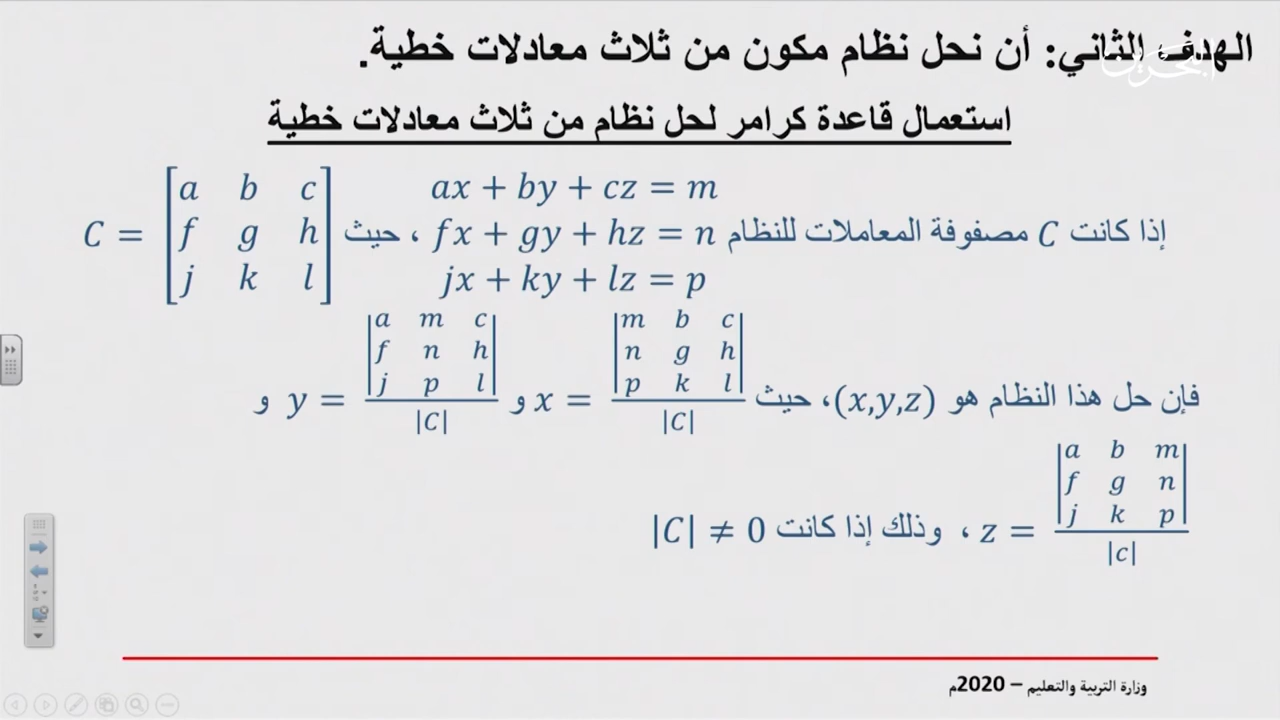 الهدف الثاني: أن نحل نظام مكون من ثلاث معادلات خطية.
البحرين
استعمال قاعدة كرامر لحل نظام من ثلاث معادلات خطية
إذا كانت C مصفوفة المعاملات للنظام
ax + by + cz = m
fx + gy + hz = n
jx + ky + lz = p
، حيث
C =
a b c
f g h
j k l
فإن حل هذا النظام هو (x,y,z)، حيث
x =
|m b c|
|n g h|
|p k l|
|C|
و
y =
|a m c|
|f n h|
|j p l|
|C|
و
z =
|a b m|
|f g n|
|j k p|
|c|
، وذلك إذا كانت |C| ≠ 0
وزارة التربية والتعليم – 2020م